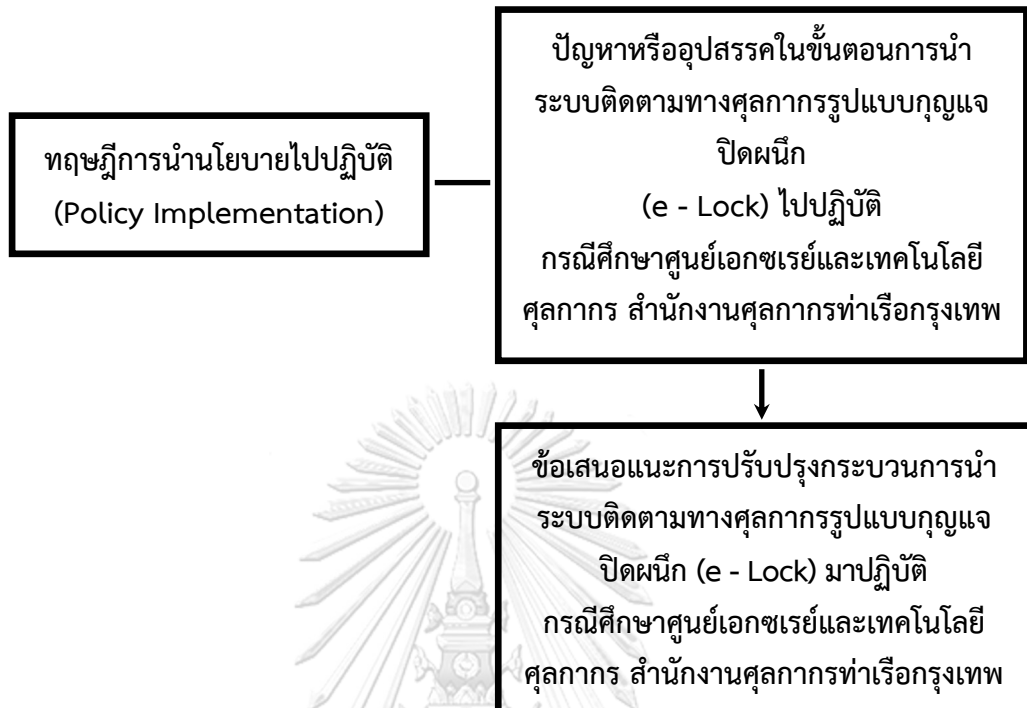 ทฤษฎีการนำนโยบายไปปฏิบัติ
(Policy Implementation)
ปัญหาหรืออุปสรรคในขั้นตอนการนำ
ระบบติดตามทางศุลกากรรูปแบบกุญแจ
ปิดผนึก
(e - Lock) ไปปฏิบัติ
กรณีศึกษาศูนย์เอกซเรย์และเทคโนโลยี
ศุลกากร สำนักงานศุลกากรท่าเรือกรุงเทพ
ข้อเสนอแนะการปรับปรุงกระบวนการนำ
ระบบติดตามทางศุลกากรรูปแบบกุญแจ
ปิดผนึก (e - Lock) มาปฏิบัติ
กรณีศึกษาศูนย์เอกซเรย์และเทคโนโลยี
ศุลกากร สำนักงานศุลกากรท่าเรือกรุงเทพ